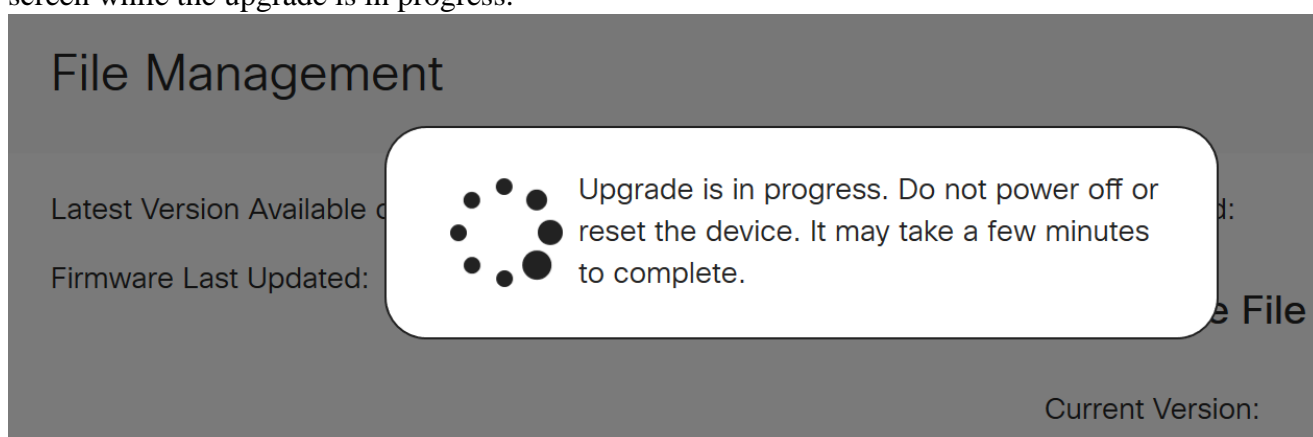 screen while the upgrade is in progress.
File Management
Upgrade is in progress. Do not power off or
reset the device. It may take a few minutes
to complete.
Latest Version Available
Firmware Last Updated:
File
Current Version: